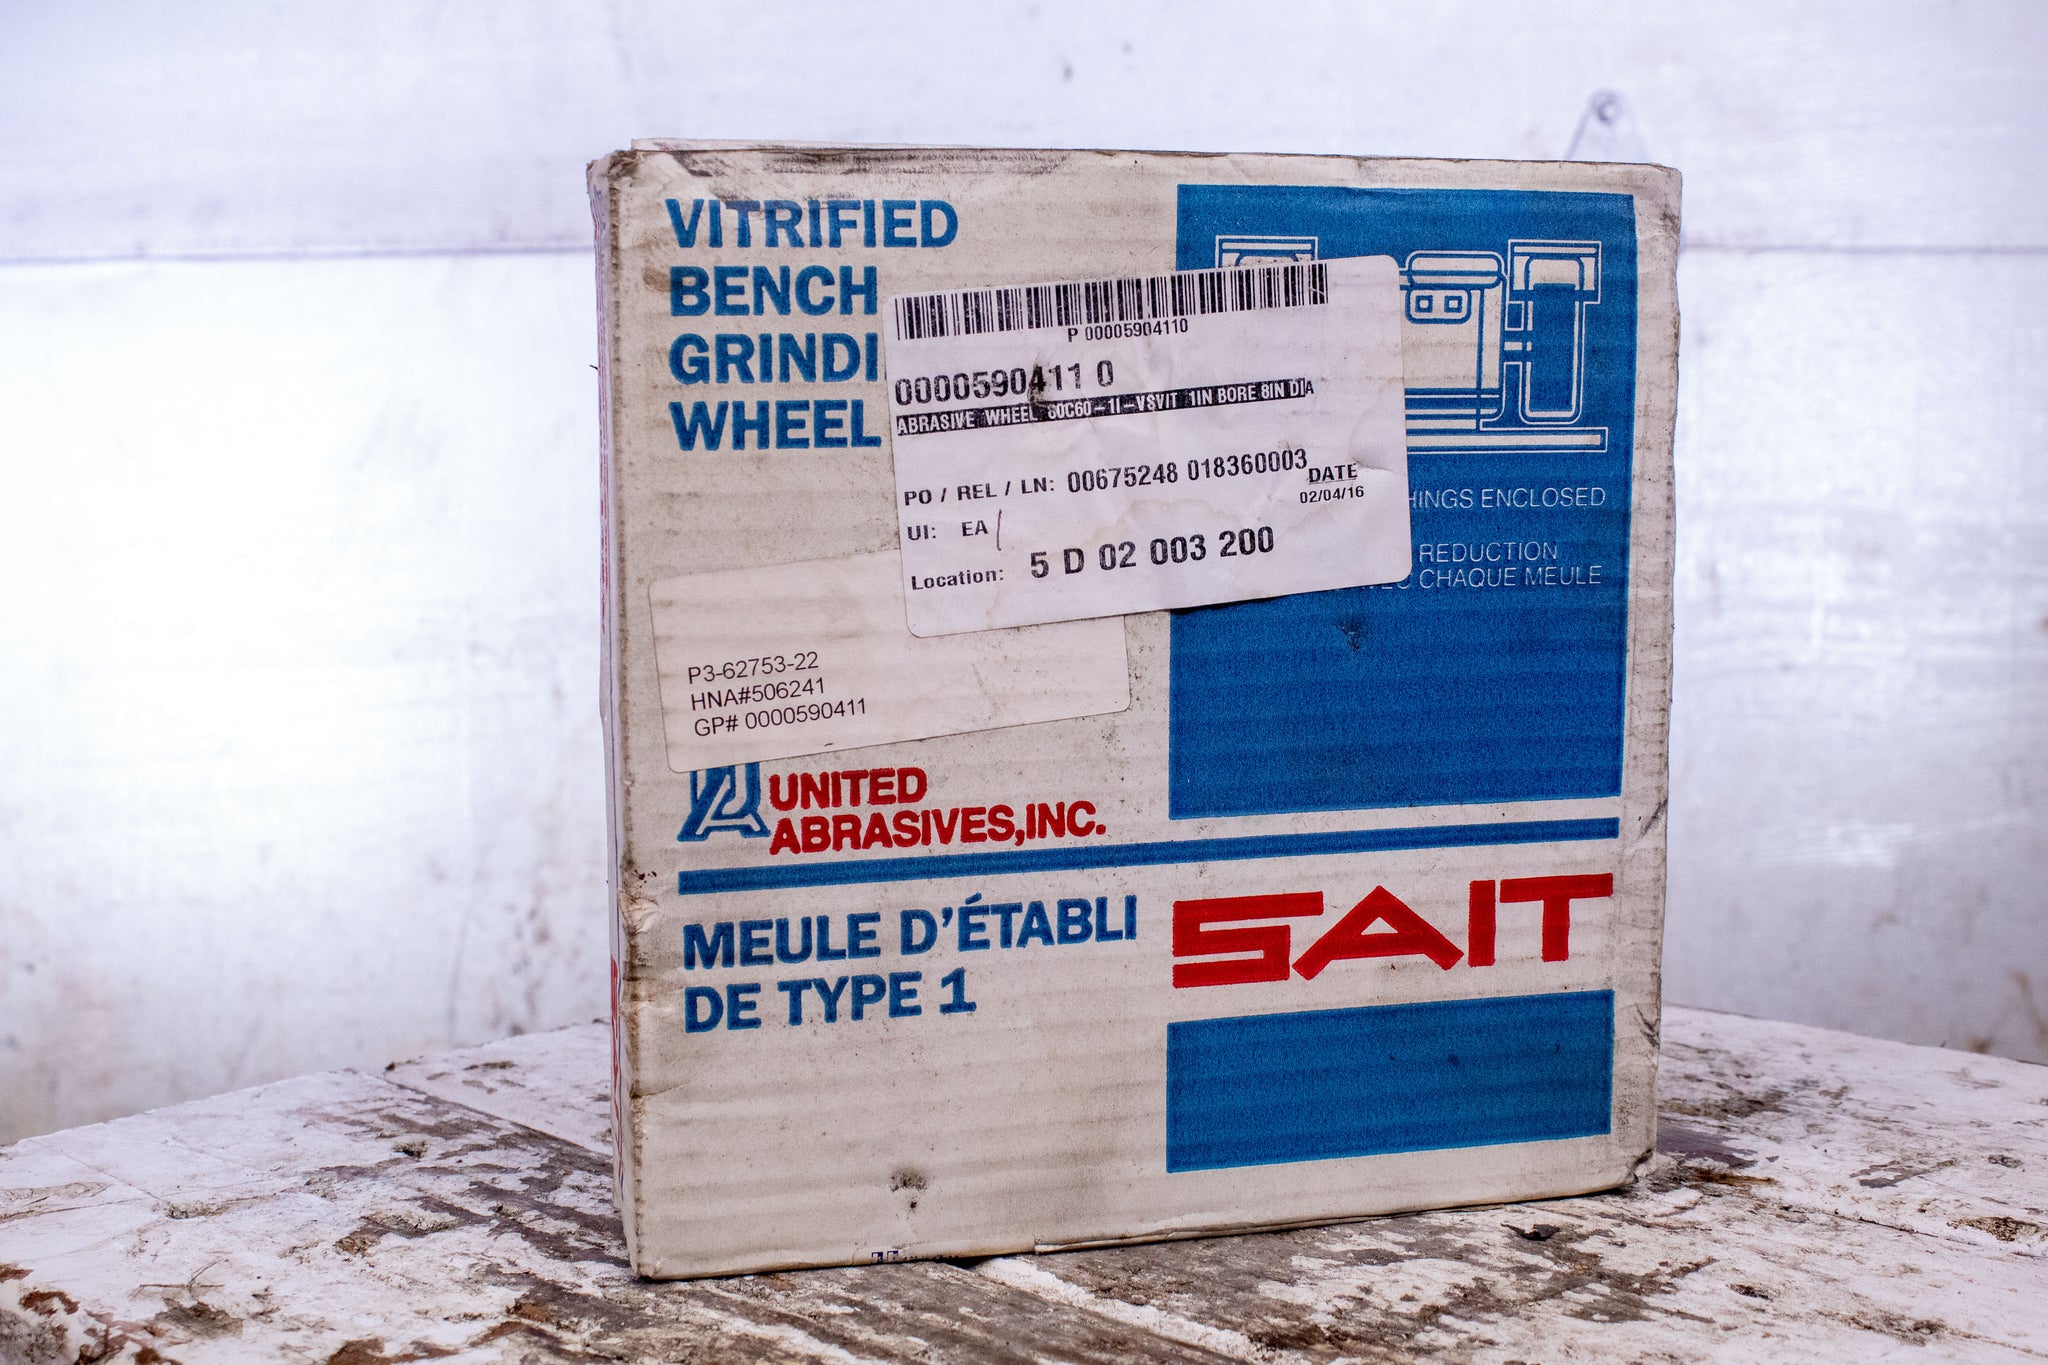 VITRIFIED
BENCH
GRINDI
WHEEL
P 00005904110
0000590411 0
ABRASIVE WHEEL 60C60-1I-VSVIT 1IN BORE 8IN DIA
PO / REL / LN: 00675248 018360003
DATE
02/04/16
UI: EA
Location: 5 D 02 003 200
HINGS ENCLOSED
REDUCTION
CHAQUE MEULE
P3-62753-22
HNA#506241
GP# 0000590411
UNITED
ABRASIVES,INC.
MEULE D'ÉTABLI
DE TYPE 1
SAIT